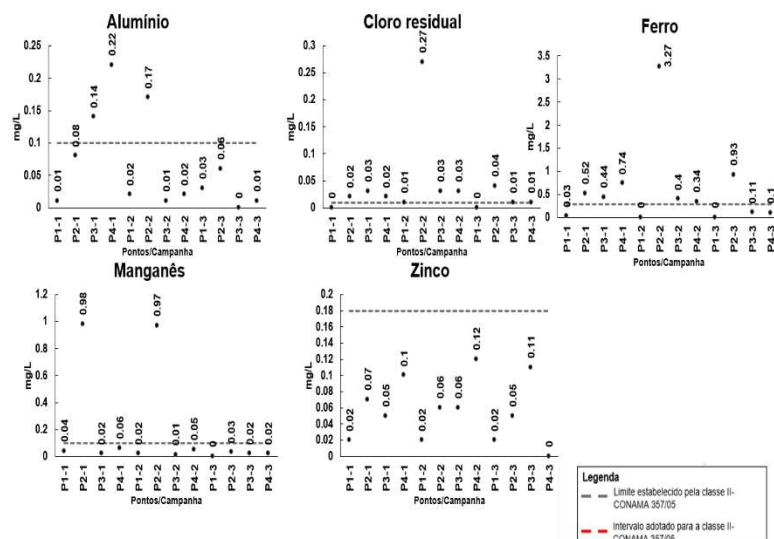 Alumínio
mg/L
0.25
0.2
0.15
0.1
0.05
0
0.01
0.08
0.14
0.22
0.02
0.17
0.01
0.02
0.03
0.06
0
0.01
P1-1
P2-1
P3-1
P4-1
P1-2
P2-2
P3-2
P4-2
P1-3
P2-3
P3-3
P4-3
Pontos/Campanha
Cloro residual
mg/L
0.3
0.25
0.2
0.15
0.1
0.05
0
0
0.02
0.03
0.02
0.01
0.27
0.03
0.03
0
0.04
0.01
0.01
P1-1
P2-1
P3-1
P4-1
P1-2
P2-2
P3-2
P4-2
P1-3
P2-3
P3-3
P4-3
Pontos/Campanha
Ferro
mg/L
3.5
3
2.5
2
1.5
1
0.5
0
0.03
0.52
0.44
0.74
0
3.27
0.4
0.34
0
0.93
0.11
0.1
P1-1
P2-1
P3-1
P4-1
P1-2
P2-2
P3-2
P4-2
P1-3
P2-3
P3-3
P4-3
Pontos/Campanha
Manganês
mg/L
1.2
1
0.8
0.6
0.4
0.2
0
0.04
0.98
0.02
0.06
0.02
0.97
0.01
0.05
0
0.03
0.02
0.02
P1-1
P2-1
P3-1
P4-1
P1-2
P2-2
P3-2
P4-2
P1-3
P2-3
P3-3
P4-3
Pontos/Campanha
Zinco
mg/L
0.2
0.18
0.16
0.14
0.12
0.1
0.08
0.06
0.04
0.02
0
0.02
0.07
0.05
0.1
0.02
0.06
0.06
0.12
0.02
0.05
0.11
0
P1-1
P2-1
P3-1
P4-1
P1-2
P2-2
P3-2
P4-2
P1-3
P2-3
P3-3
P4-3
Pontos/Campanha
Legenda
Limite estabelecido pela classe II-
CONAMA 357/05
Intervalo adotado para a classe II-
CONAMA 357/05